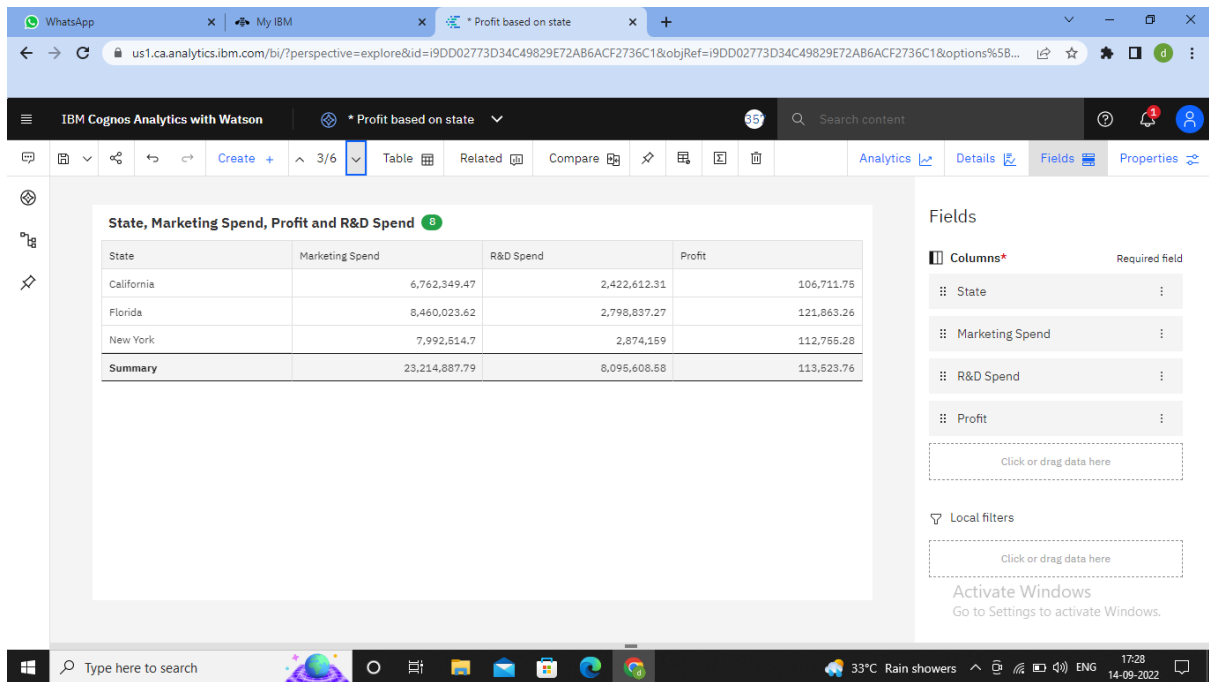 WhatsApp
My IBM
* Profit based on state
us1.ca.analytics.ibm.com/bi/?perspective=explore&id=i9DD02773D34C49829E72AB6ACF2736C1&objRef=i9DD02773D34C49829E72AB6ACF2736C1&options%5B...
d
IBM Cognos Analytics with Watson
* Profit based on state
Search content
1
Create +
3/6
Table
Related
Compare
Analytics
Details
Fields
Properties
State, Marketing Spend, Profit and R&D Spend 8
State Marketing Spend R&D Spend Profit
California 6,762,349.47 2,422,612.31 106,711.75
Florida 8,460,023.62 2,798,837.27 121,863.26
New York 7,992,514.7 2,874,159 112,755.28
Summary 23,214,887.79 8,095,608.58 113,523.76
Fields
Columns* Required field
State
Marketing Spend
R&D Spend
Profit
Click or drag data here
Local filters
Click or drag data here
Activate Windows
Go to Settings to activate Windows.
Type here to search
33°C Rain showers
ENG
17:28
14-09-2022